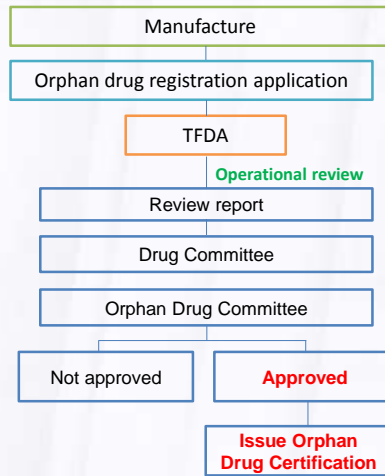 Manufacture
Orphan drug registration application
TFDA
Operational review
Review report
Drug Committee
Orphan Drug Committee
Not approved
Approved
Issue Orphan
Drug Certification